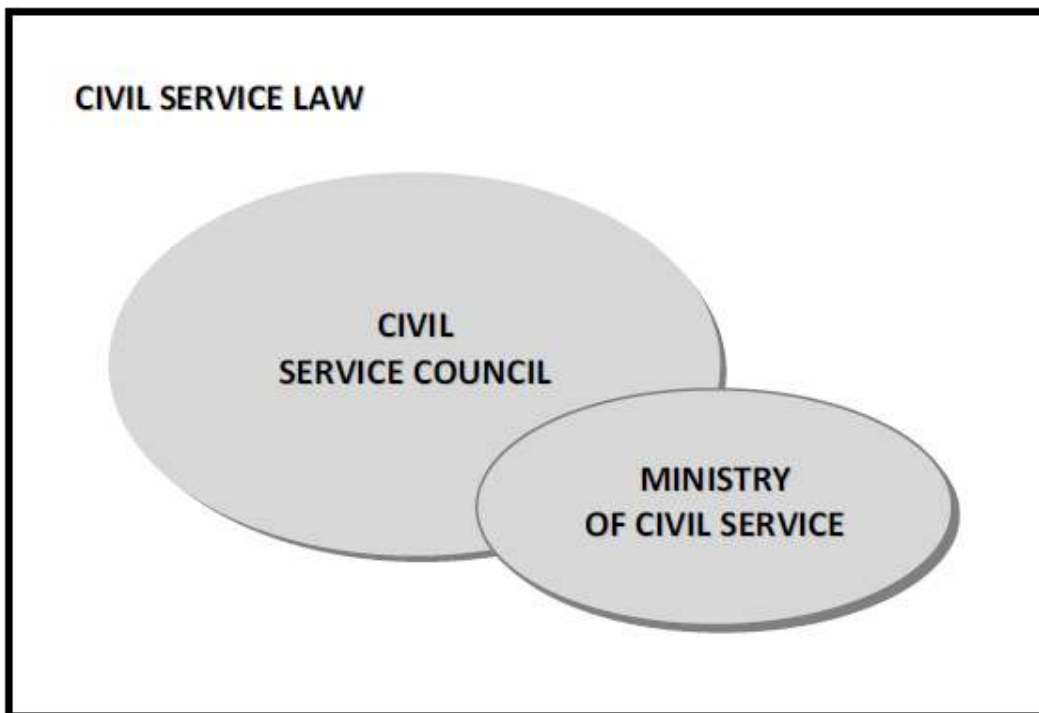 CIVIL SERVICE LAW
CIVIL
SERVICE COUNCIL
MINISTRY
OF CIVIL SERVICE